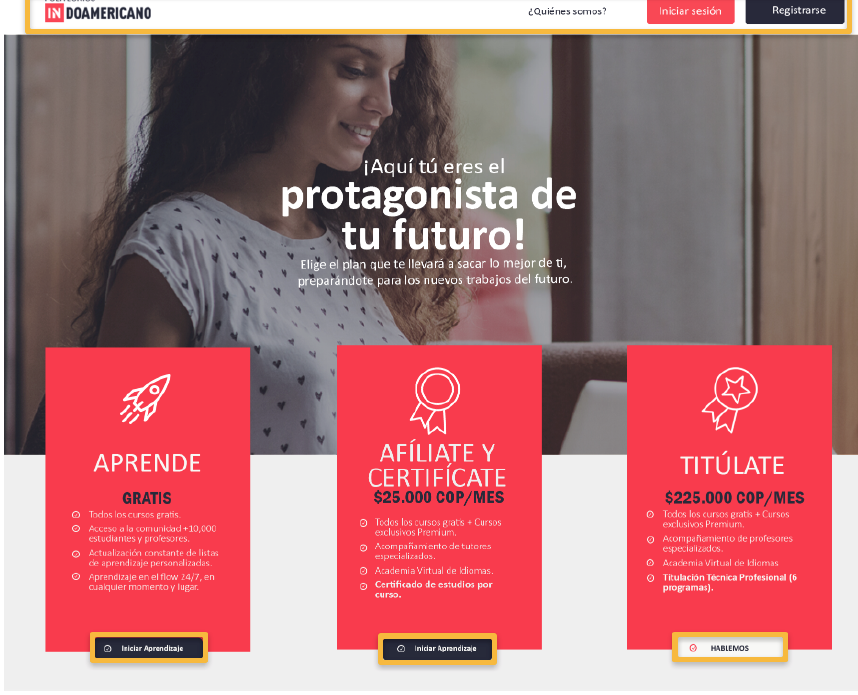 INDOAMERICANO
¿Quiénes somos?
Iniciar sesión
Registrarse
¡Aquí tú eres el
protagonista de
tu futuro!
Elige el plan que te llevará a sacar lo mejor de ti,
preparándote para los nuevos trabajos del futuro.
APRENDE
GRATIS
Todos los cursos gratis.
Acceso a la comunidad +10,000
estudiantes y profesores.
Actualización constante de listas
de aprendizaje personalizadas.
Aprendizaje en el flow 24/7, en
cualquier momento y lugar.
Iniciar Aprendizaje
AFÍLIATE Y
CERTIFÍCATE
$25.000 COP/MES
Todos los cursos gratis + Cursos
exclusivos Premium.
Acompañamiento de tutores
especializados.
Academia Virtual de Idiomas.
Certificado de estudios por
curso.
Iniciar Aprendizaje
TITÚLATE
$225.000 COP/MES
Todos los cursos gratis + Cursos
exclusivos Premium.
Acompañamiento de profesores
especializados.
Academia Virtual de Idiomas
Titulación Técnica Profesional (6
programas).
HABLEMOS